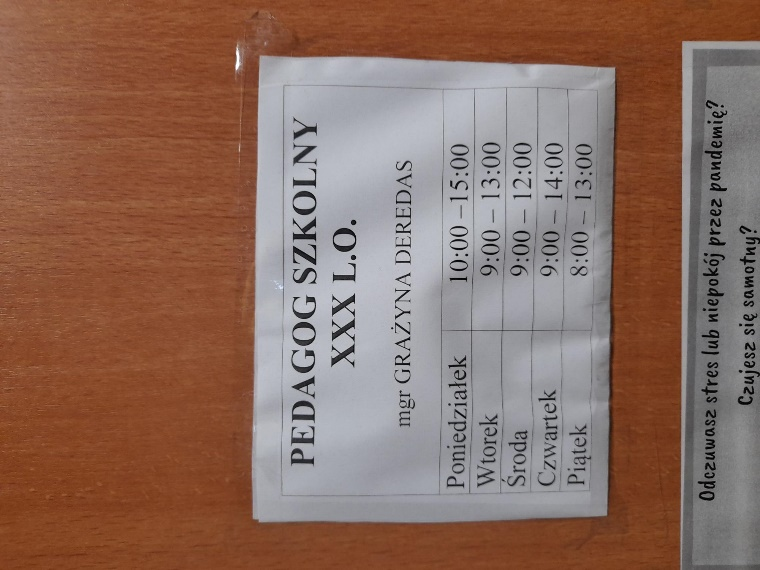 PEDAGOG SZKOLNY
XXX L.O.
mgr GRAŻYNA DEREDAS
Poniedziałek 10:00 –15:00
Wtorek 9:00 – 13:00
Środa 9:00 – 12:00
Czwartek 9:00 – 14:00
Piątek 8:00 – 13:00
Odczuwasz stres lub niepokój przez pandemię?
Czujesz się samotny?